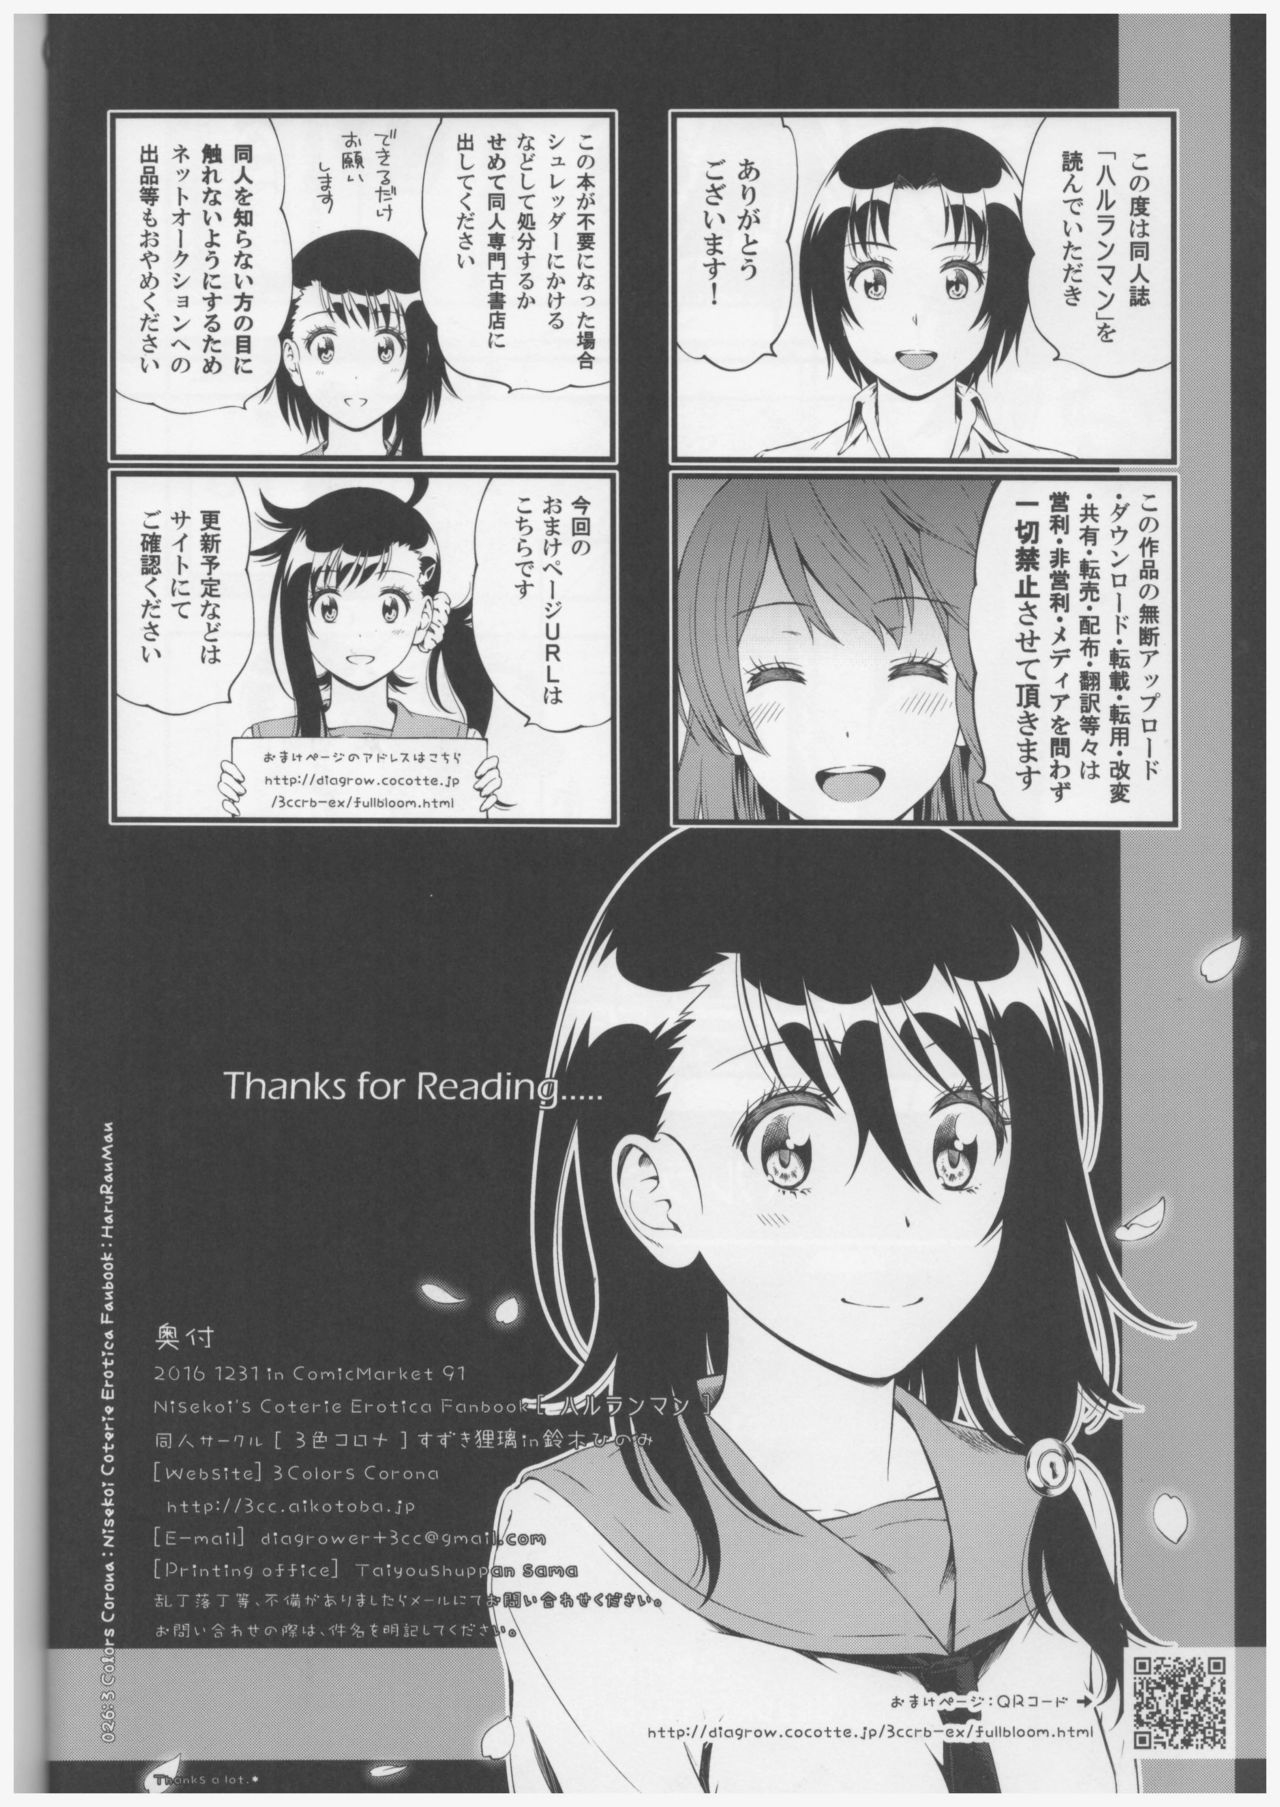 この度は同人誌
「ハルランマン」を
読んでいただき
ありがとう
ございます！
この作品の無断アップロード
・ダウンロード・転載・転用・改変
・共有・転売・配布・翻訳等々は
営利・非営利・メディアを問わず
一切禁止させて頂きます
この本が不要になった場合
シュレッダーにかける
などして処分するか
せめて同人専門古書店に
出してください
できるだけ
お願い
します
同人を知らない方の目に
触れないようにするため
ネットオークションへの
出品等もおやめください
今回の
おまけページURLは
こちらです
更新予定などは
サイトにて
ご確認ください
おまけページのアドレスはこちら
http://diagrow.cocotte.jp
/3ccrb-ex/fullbloom.html
Thanks for Reading.....
奥付
2016 1231 in ComicMarket 91
Nisekoi's Coterie Erotica Fanbook [ ハルランマン ]
同人サークル [ 3色コロナ ] すずき狸璃in鈴木ひのみ
[Website] 3Colors Corona
http://3cc.aikotoba.jp
[E-mail] diagrower+3cc@gmail.com
[Printing office] TaiyouShuppan Sama
乱丁落丁等、不備がありましたらメールにてお問い合わせください。
お問い合わせの際は、件名を明記してください。
おまけページ：QRコード →
http://diagrow.cocotte.jp/3ccrb-ex/fullbloom.html
026:3 Colors Corona : Nisekoi Coterie Erotica Fanbook : HaruRanMan
Thanks a lot.*